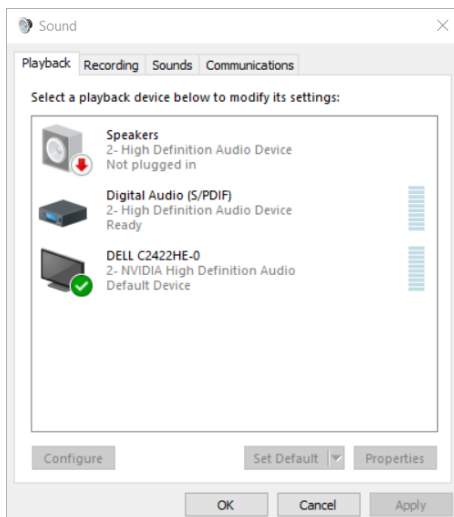 Sound
Playback Recording Sounds Communications
Select a playback device below to modify its settings:
Speakers
2- High Definition Audio Device
Not plugged in
Digital Audio (S/PDIF)
2- High Definition Audio Device
Ready
DELL C2422HE-0
2- NVIDIA High Definition Audio
Default Device
Configure Set Default Properties
OK Cancel Apply